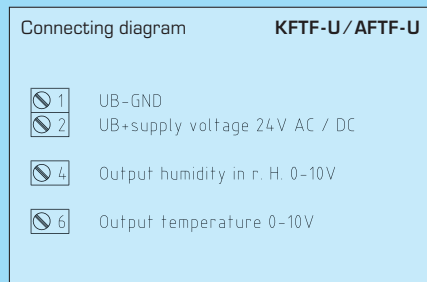 Connecting diagram KFTF-U/AFTF-U
1 UB-GND
2 UB+supply voltage 24V AC / DC
4 Output humidity in r. H. 0-10V
6 Output temperature 0-10V